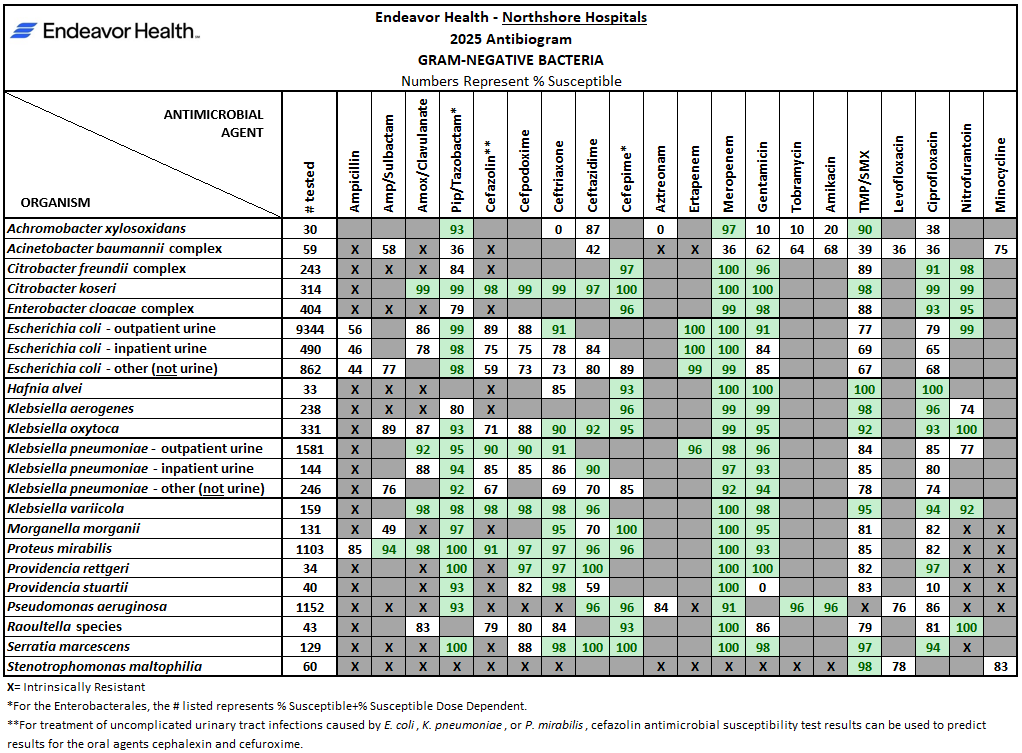 Endeavor Health - Northshore Hospitals
Endeavor Health
2025 Antibiogram
GRAM-NEGATIVE BACTERIA
Numbers Represent % Susceptible
ANTIMICROBIAL AGENT
ORGANISM
# tested
Ampicillin
Amp/Sulbactam
Amox/Clavulanate
Pip/Tazobactam*
Cefazolin**
Cefpodoxime
Ceftriaxone
Ceftazidime
Cefepime*
Aztreonam
Ertapenem
Meropenem
Gentamicin
Tobramycin
Amikacin
TMP/SMX
Levofloxacin
Ciprofloxacin
Nitrofurantoin
Minocycline
Achromobacter xylosoxidans 30 93 0 87 0 97 10 10 20 90 38
Acinetobacter baumannii complex 59 X 58 X 36 X 42 X X 36 62 64 68 39 36 36 75
Citrobacter freundii complex 243 X X X 84 X 97 100 96 89 91 98
Citrobacter koseri 314 X 99 99 98 99 99 97 100 100 100 98 99 99
Enterobacter cloacae complex 404 X X X 79 X 96 99 98 88 93 95
Escherichia coli - outpatient urine 9344 56 86 99 89 88 91 100 100 91 77 79 99
Escherichia coli - inpatient urine 490 46 78 98 75 75 78 84 100 100 84 69 65
Escherichia coli - other (not urine) 862 44 77 98 59 73 73 80 89 99 99 85 67 68
Hafnia alvei 33 X X X X 85 93 100 100 100 100
Klebsiella aerogenes 238 X X X 80 X 96 99 99 98 96 74
Klebsiella oxytoca 331 X 89 87 93 71 88 90 92 95 99 95 92 93 100
Klebsiella pneumoniae - outpatient urine 1581 X 92 95 90 90 91 96 98 96 84 85 77
Klebsiella pneumoniae - inpatient urine 144 X 88 94 85 85 86 90 97 93 85 80
Klebsiella pneumoniae - other (not urine) 246 X 76 92 67 69 70 85 92 94 78 74
Klebsiella variicola 159 X 98 98 98 98 98 96 100 98 95 94 92
Morganella morganii 131 X 49 X 97 X 95 70 100 100 95 81 82 X X
Proteus mirabilis 1103 85 94 98 100 91 97 97 96 96 100 93 85 82 X X
Providencia rettgeri 34 X X 100 X 97 97 100 100 100 82 97 X X
Providencia stuartii 40 X X 93 X 82 98 59 100 0 83 10 X X
Pseudomonas aeruginosa 1152 X X X 93 X X X 96 96 84 X 91 96 96 X 76 86 X X
Raoultella species 43 X 83 79 80 84 93 100 86 79 81 100
Serratia marcescens 129 X X X 100 X 88 98 100 100 100 98 97 94 X
Stenotrophomonas maltophilia 60 X X X X X X X X X X X X X 98 78 83
X= Intrinsically Resistant
*For the Enterobacterales, the # listed represents % Susceptible+% Susceptible Dose Dependent.
**For treatment of uncomplicated urinary tract infections caused by E. coli, K. pneumoniae, or P. mirabilis, cefazolin antimicrobial susceptibility test results can be used to predict
results for the oral agents cephalexin and cefuroxime.